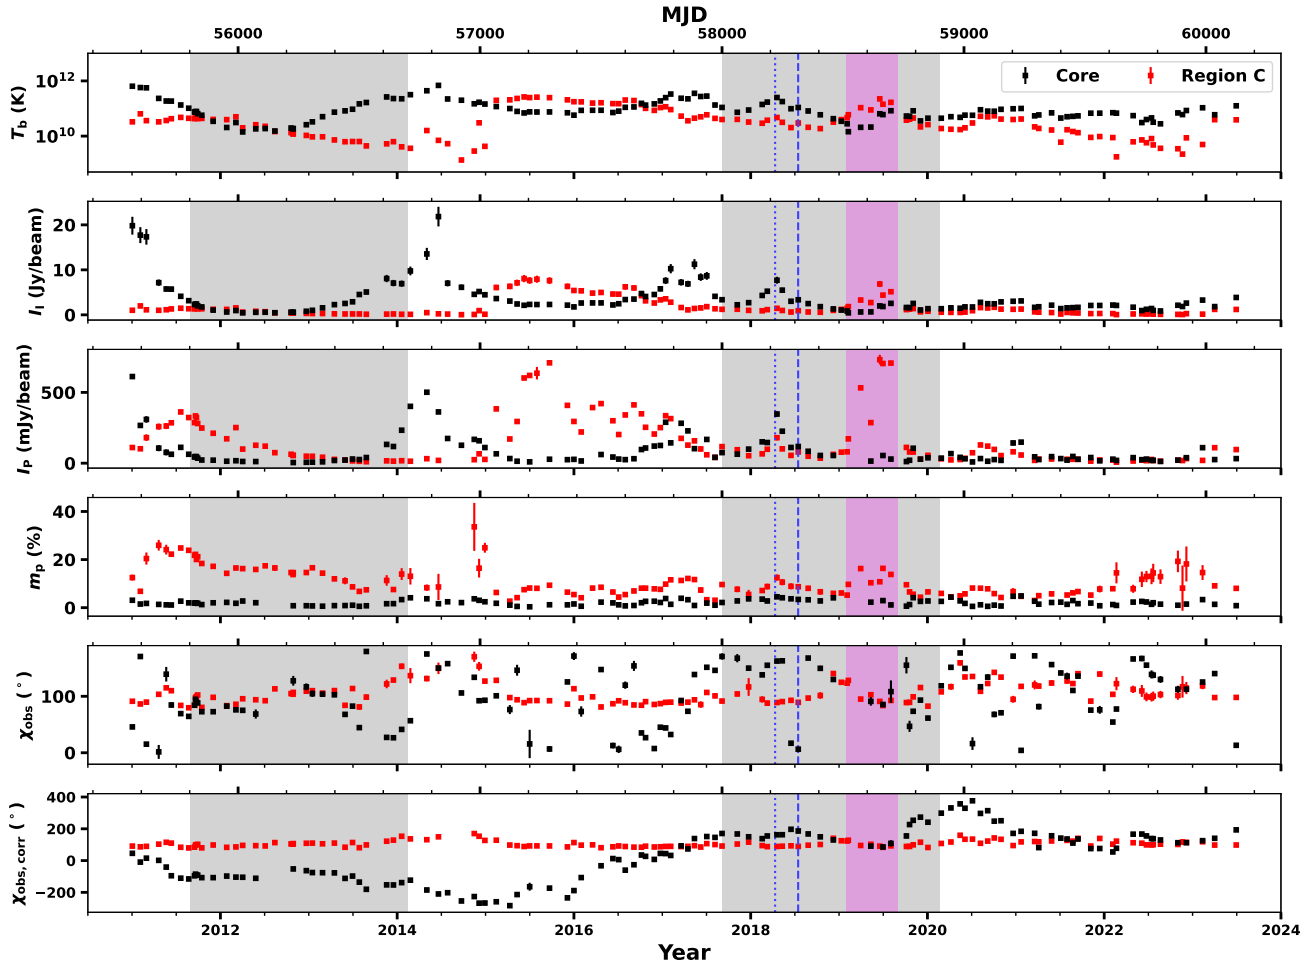 MJD
56000 57000 58000 59000 60000
Core Region C
10^12
10^10
T_b (K)
20
10
0
I_I (Jy/beam)
500
0
I_P (mJy/beam)
40
20
0
m_p (%)
100
0
χ_obs (°)
400
200
0
−200
χ_obs,corr (°)
2012 2014 2016 2018 2020 2022 2024
Year